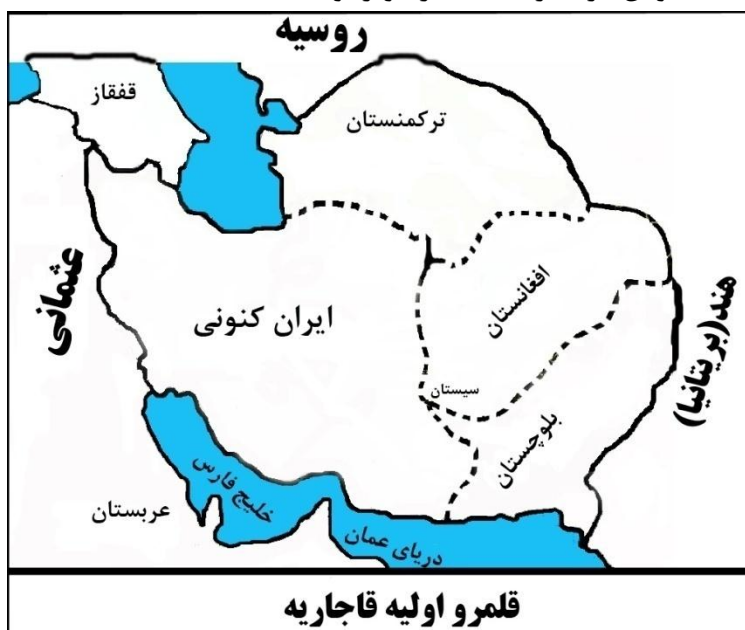 روسیه
قفقاز
ترکمنستان
عثمانی
افغانستان
هند(بریتانیا)
ایران کنونی
سیستان
بلوچستان
خلیج فارس
عربستان
دریای عمان
قلمرو اولیه قاجاریه